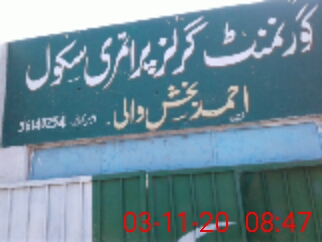 گورنمنٹ گرلز پرائمری سکول
احمد بخش والی
03-11-20 08:47